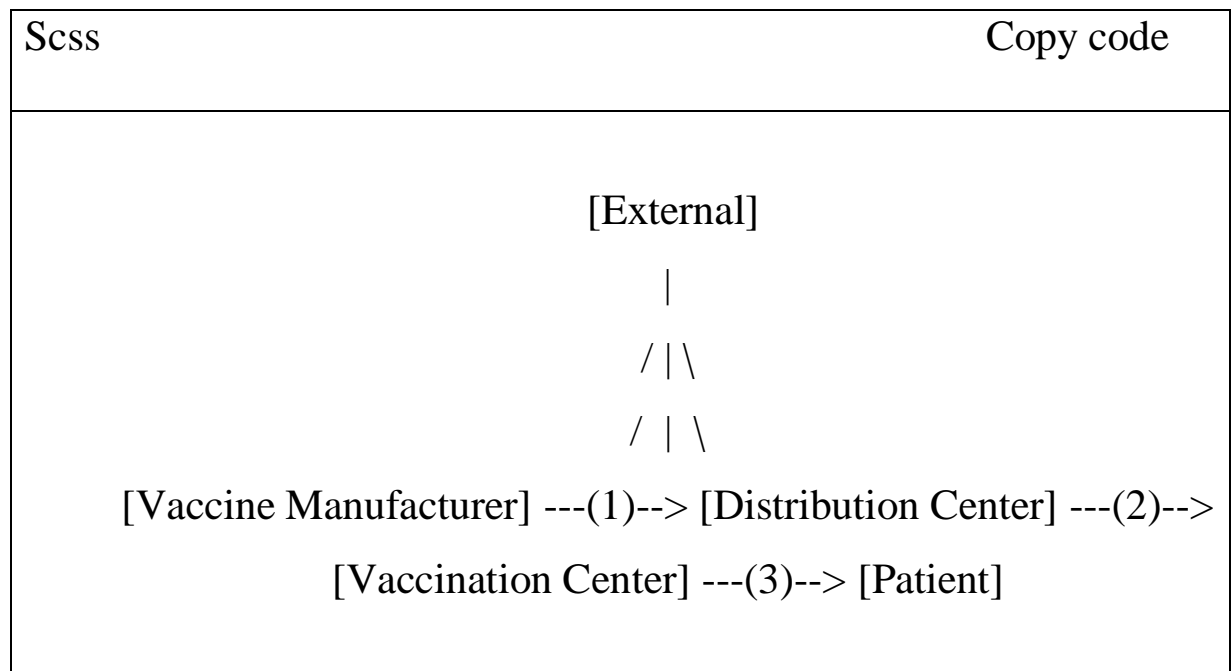 Scss Copy code
[External]
|
/ | \
/ | \
[Vaccine Manufacturer] ---(1)--> [Distribution Center] ---(2)-->
[Vaccination Center] ---(3)--> [Patient]